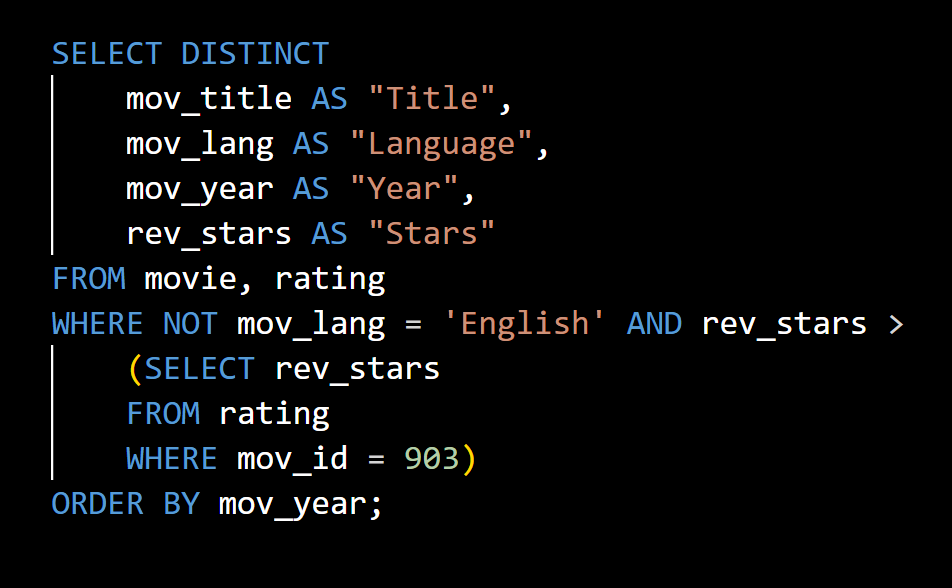 SELECT DISTINCT
    mov_title AS "Title",
    mov_lang AS "Language",
    mov_year AS "Year",
    rev_stars AS "Stars"
FROM movie, rating
WHERE NOT mov_lang = 'English' AND rev_stars >
    (SELECT rev_stars
    FROM rating
    WHERE mov_id = 903)
ORDER BY mov_year;